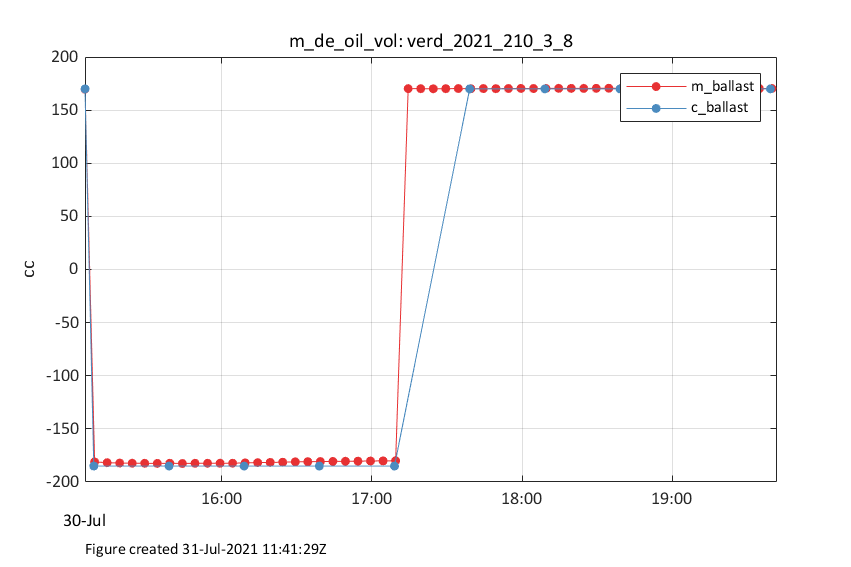 m_de_oil_vol: verd_2021_210_3_8
200
150
100
50
0
-50
-100
-150
-200
cc
m_ballast
c_ballast
16:00
17:00
18:00
19:00
30-Jul
Figure created 31-Jul-2021 11:41:29Z